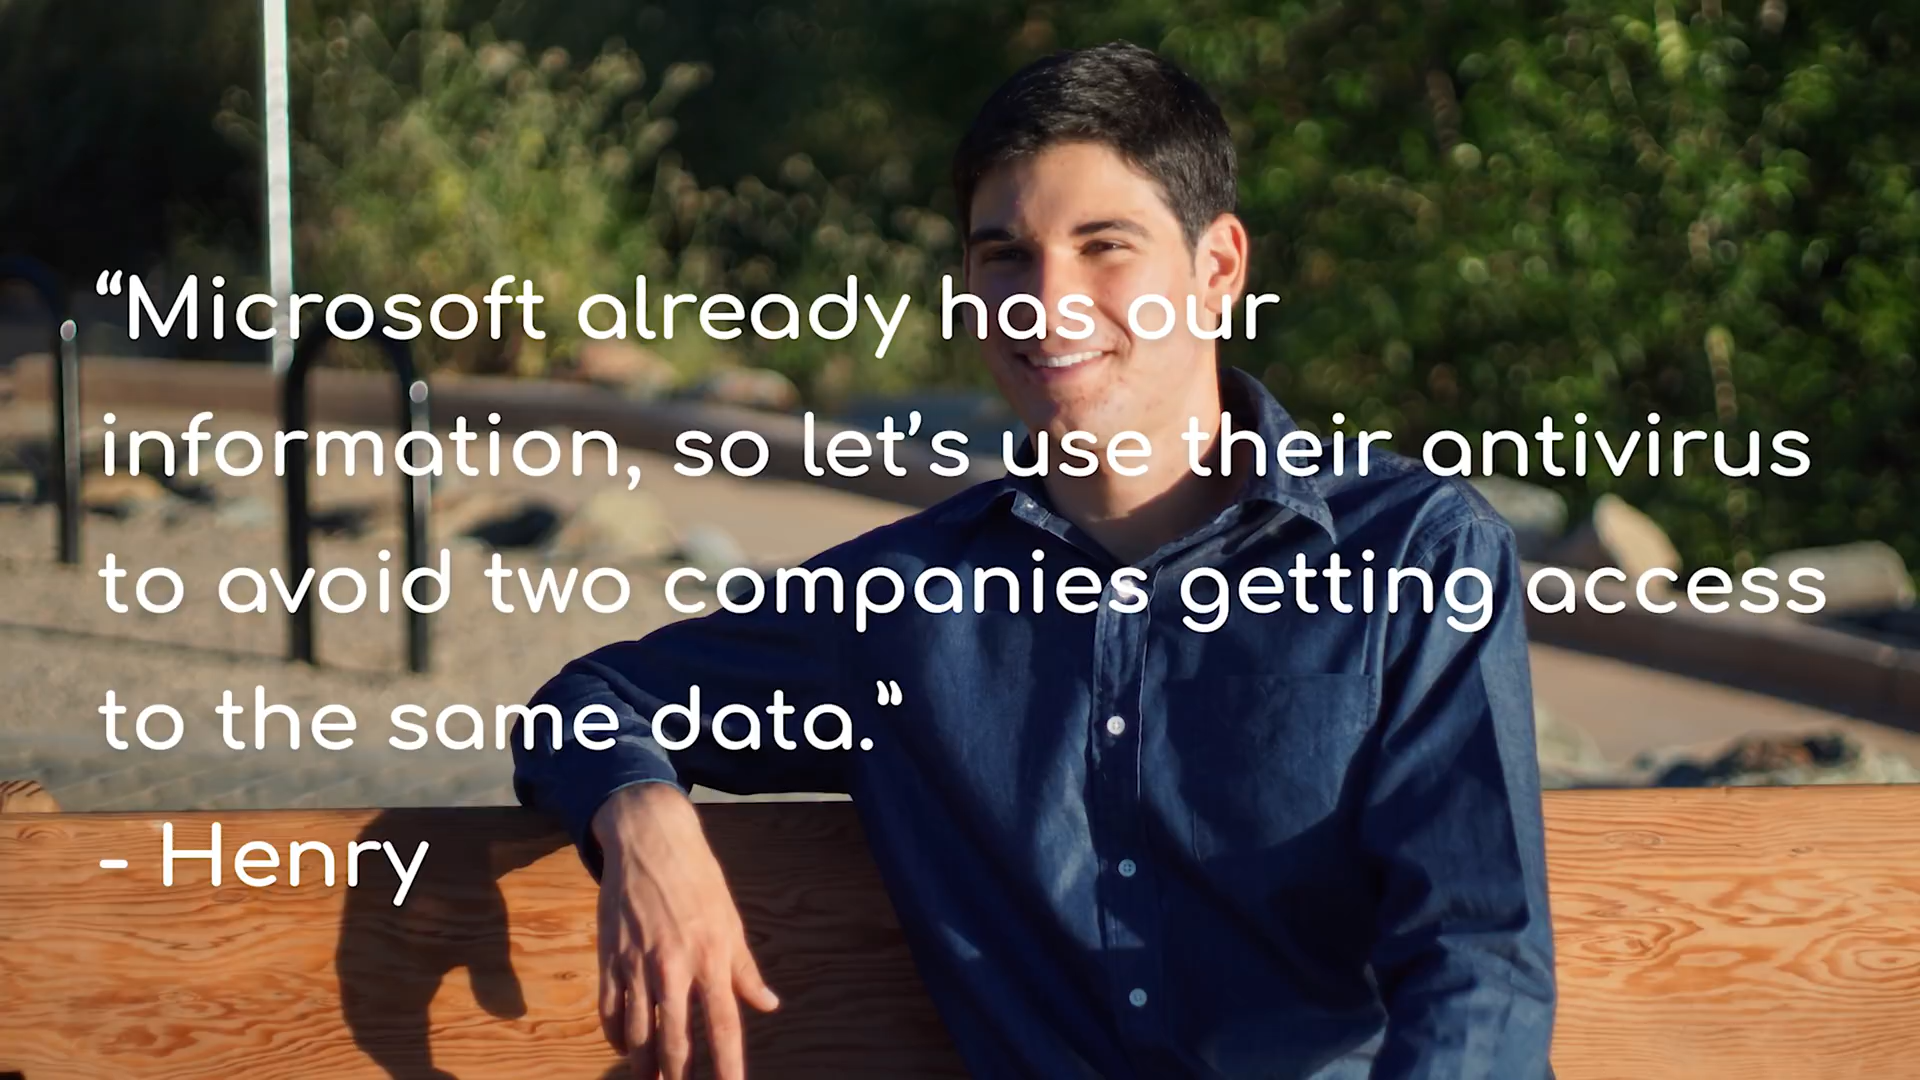 “Microsoft already has our
information, so let’s use their antivirus
to avoid two companies getting access
to the same data.”
- Henry